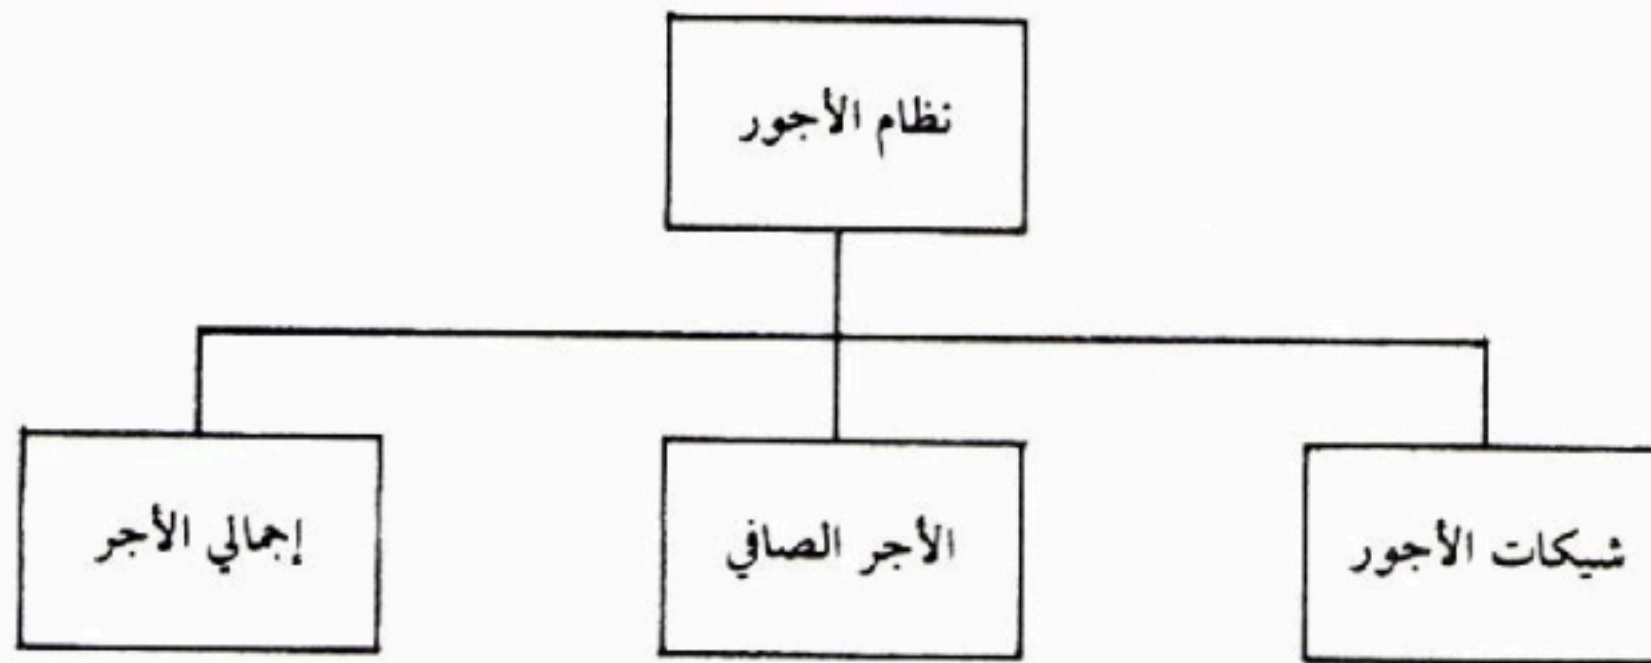 نظام الأجور
شيكات الأجور
الأجر الصافي
إجمالي الأجر